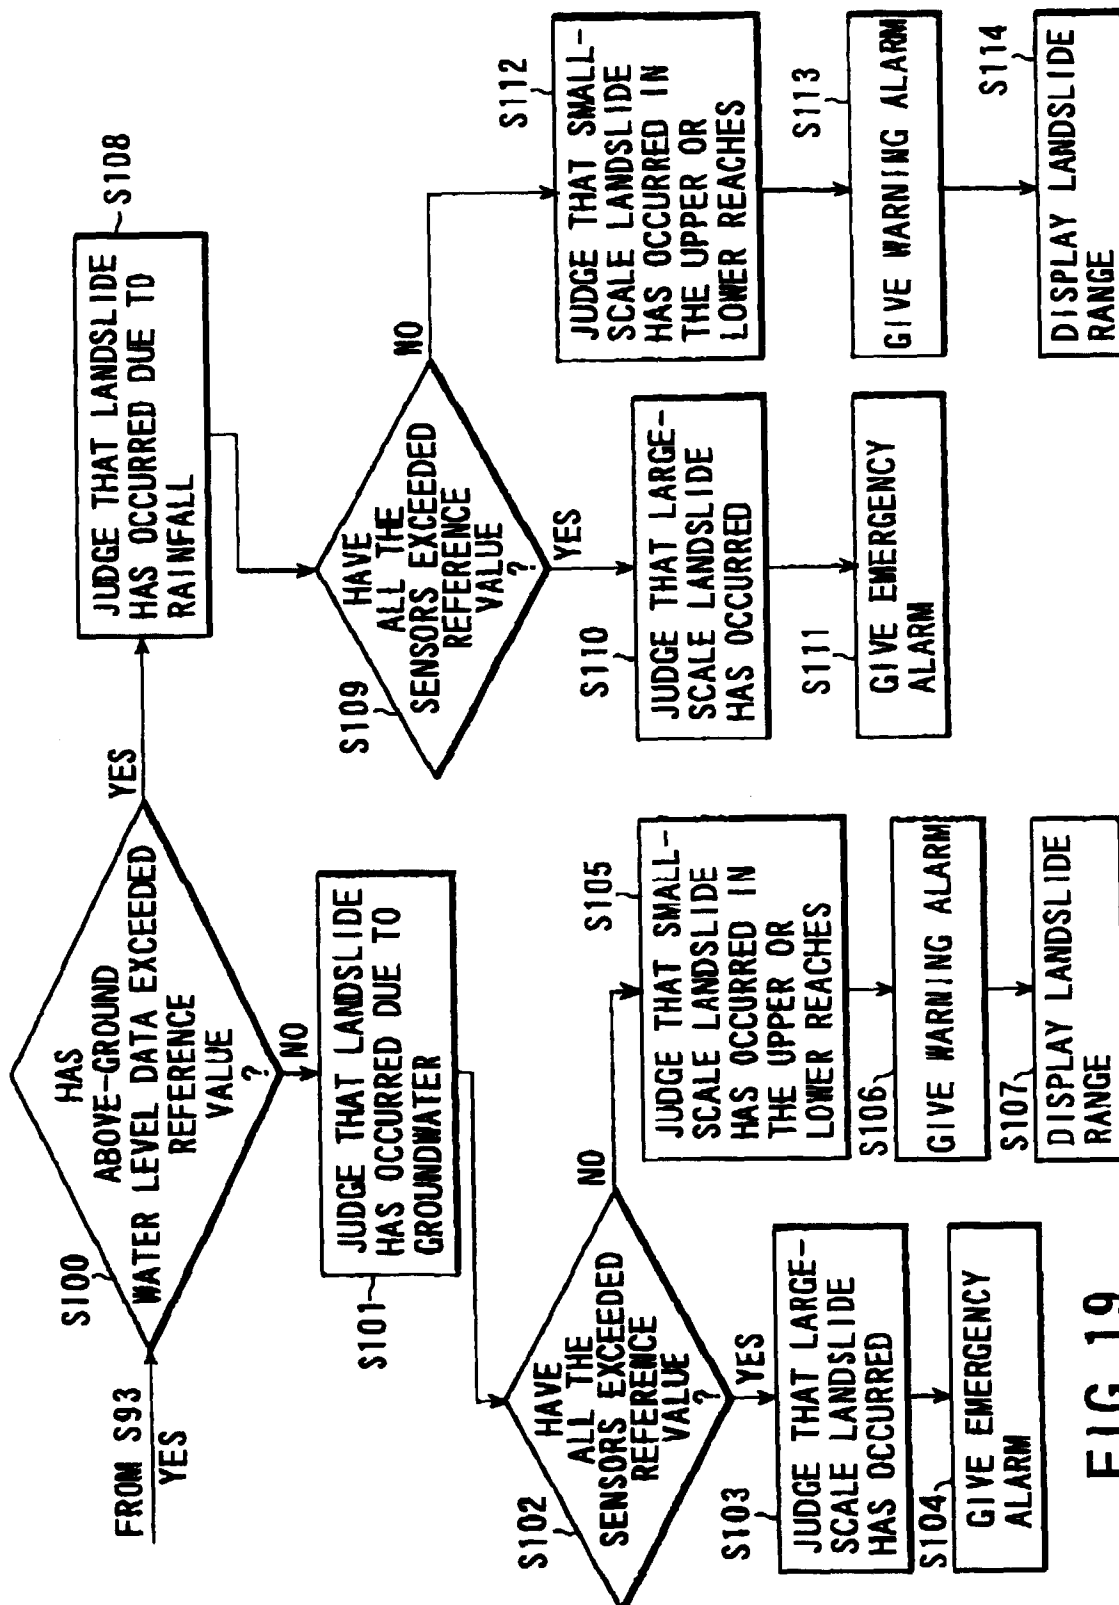 FROM S93
YES
S100
HAS
ABOVE-GROUND
WATER LEVEL DATA EXCEEDED
REFERENCE
VALUE
?
YES
NO
S101
JUDGE THAT LANDSLIDE
HAS OCCURED DUE TO
GROUNDWATER
S102
HAVE
ALL THE
SENSORS EXCEEDED
REFERENCE
VALUE
?
YES
NO
S103
JUDGE THAT LARGE-
SCALE LANDSLIDE
HAS OCCURRED
S104
GIVE EMERGENCY
ALARM
S105
JUDGE THAT SMALL-
SCALE LANDSLIDE
HAS OCCURRED IN
THE UPPER OR
LOWER REACHES
S106
GIVE WARNING ALARM
S107
DISPLAY LANDSLIDE
RANGE
S108
JUDGE THAT LANDSLIDE
HAS OCCURRED DUE TO
RAINFALL
S109
HAVE
ALL THE
SENSORS EXCEEDED
REFERENCE
VALUE
?
YES
NO
S110
JUDGE THAT LARGE-
SCALE LANDSLIDE
HAS OCCURRED
S111
GIVE EMERGENCY
ALARM
S112
JUDGE THAT SMALL-
SCALE LANDSLIDE
HAS OCCURRED IN
THE UPPER OR
LOWER REACHES
S113
GIVE WARNING ALARM
S114
DISPLAY LANDSLIDE
RANGE
FIG.19